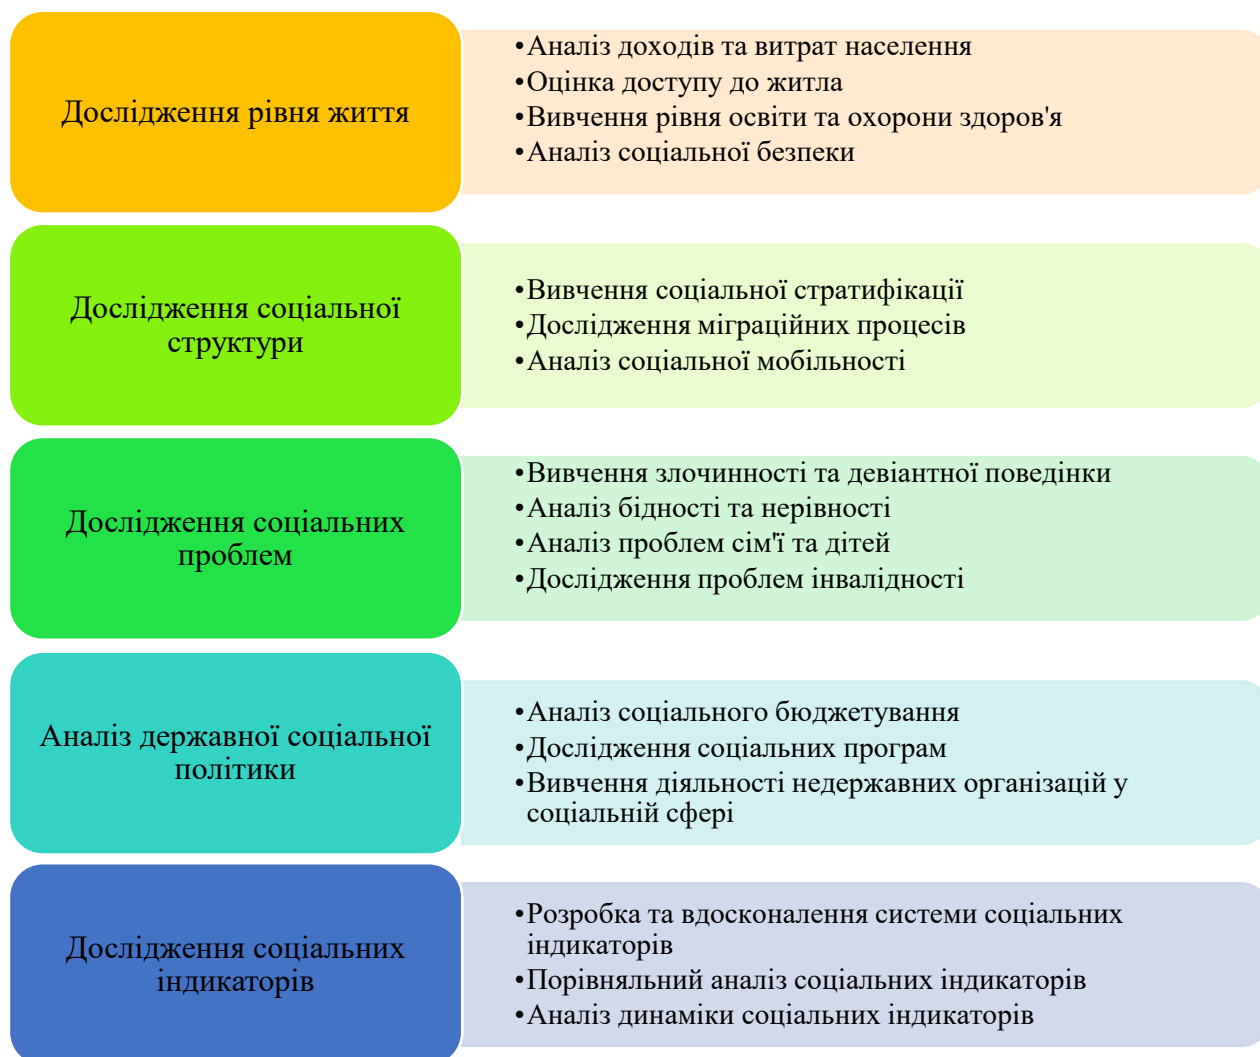 Дослідження рівня життя
•Аналіз доходів та витрат населення
•Оцінка доступу до житла
•Вивчення рівня освіти та охорони здоров'я
•Аналіз соціальної безпеки
Дослідження соціальної
структури
•Вивчення соціальної стратифікації
•Дослідження міграційних процесів
•Аналіз соціальної мобільності
Дослідження соціальних
проблем
•Вивчення злочинності та девіантної поведінки
•Аналіз бідності та нерівності
•Аналіз проблем сім'ї та дітей
•Дослідження проблем інвалідності
Аналіз державної соціальної
політики
•Аналіз соціального бюджетування
•Дослідження соціальних програм
•Вивчення діяльності недержавних організацій у
соціальній сфері
Дослідження соціальних
індикаторів
•Розробка та вдосконалення системи соціальних
індикаторів
•Порівняльний аналіз соціальних індикаторів
•Аналіз динаміки соціальних індикаторів